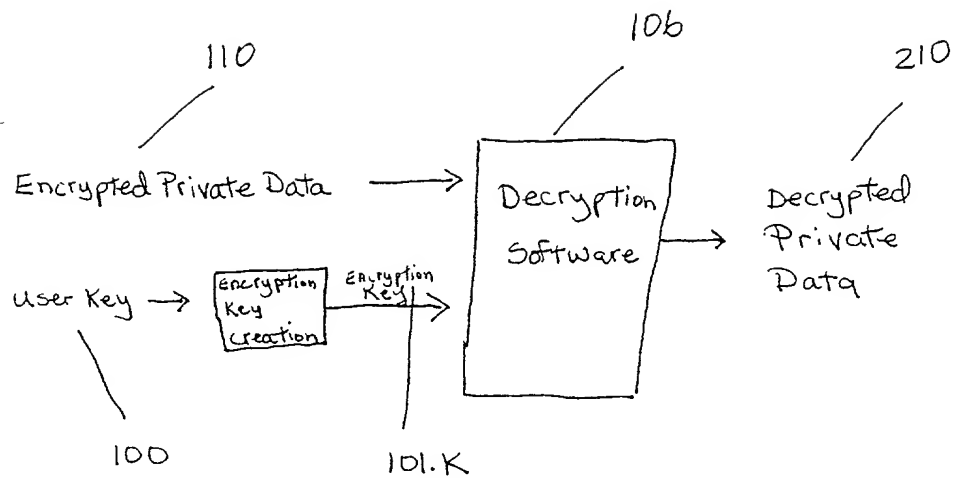 110
106
210
Encrypted Private Data
Decryption
Software
Decrypted
Private
Data
User Key
Encryption
Key
Creation
Encryption
Key
100
101.K